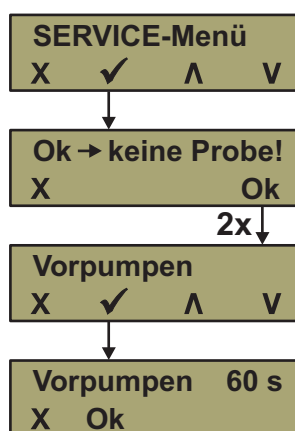 SERVICE-Menü
X ✓ Λ V
Ok → keine Probe!
X Ok
2x
Vorpumpen
X ✓ Λ V
Vorpumpen 60 s
X Ok